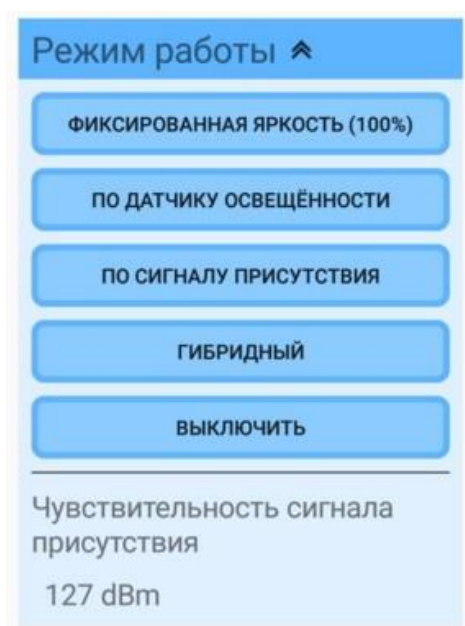 Режим работы
ФИКСИРОВАННАЯ ЯРКОСТЬ (100%)
ПО ДАТЧИКУ ОСВЕЩЁННОСТИ
ПО СИГНАЛУ ПРИСУТСТВИЯ
ГИБРИДНЫЙ
ВЫКЛЮЧИТЬ
Чувствительность сигнала
присутствия
127 dBm